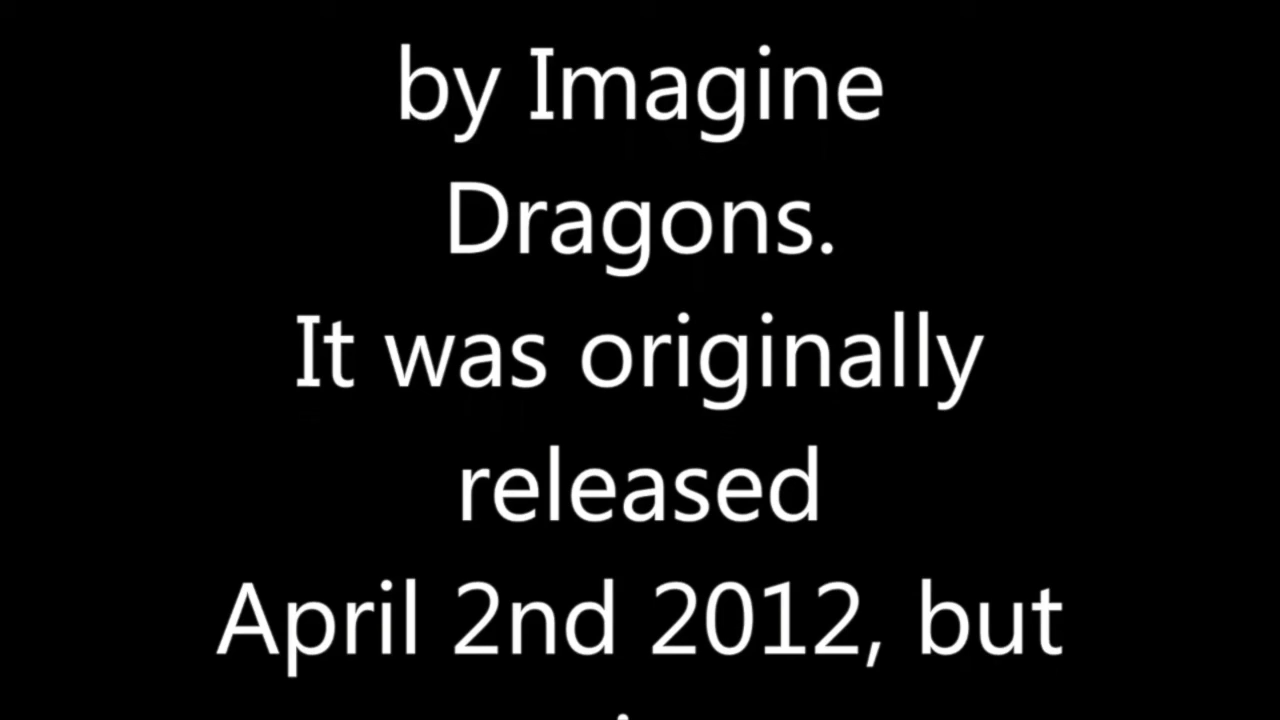 by Imagine
Dragons.
It was originally
released
April 2nd 2012, but